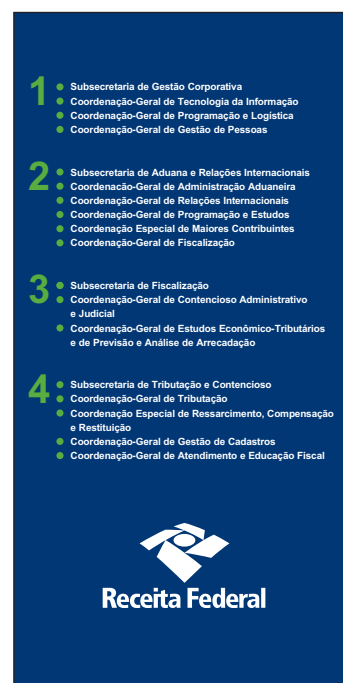 1
Subsecretaria de Gestão Corporativa
Coordenação-Geral de Tecnologia da Informação
Coordenação-Geral de Programação e Logística
Coordenação-Geral de Gestão de Pessoas
2
Subsecretaria de Aduana e Relações Internacionais
Coordenação-Geral de Administração Aduaneira
Coordenação-Geral de Relações Internacionais
Coordenação-Geral de Programação e Estudos
Coordenação Especial de Maiores Contribuintes
Coordenação-Geral de Fiscalização
3
Subsecretaria de Fiscalização
Coordenação-Geral de Contencioso Administrativo
e Judicial
Coordenação-Geral de Estudos Econômico-Tributários
e de Previsão e Análise de Arrecadação
4
Subsecretaria de Tributação e Contencioso
Coordenação-Geral de Tributação
Coordenação Especial de Ressarcimento, Compensação
e Restituição
Coordenação-Geral de Gestão de Cadastros
Coordenação-Geral de Atendimento e Educação Fiscal
Receita Federal